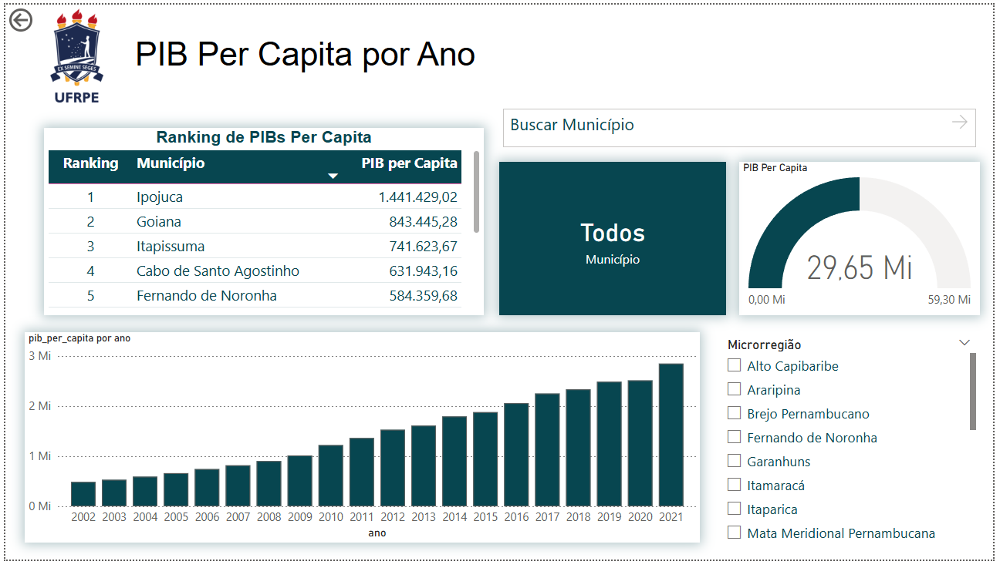 EX SEMINE SEGES
UFRPE
PIB Per Capita por Ano
Buscar Município
Ranking de PIBs Per Capita
Ranking Município PIB per Capita
1 Ipojuca 1.441.429,02
2 Goiana 843.445,28
3 Itapissuma 741.623,67
4 Cabo de Santo Agostinho 631.943,16
5 Fernando de Noronha 584.359,68
Todos
Município
PIB Per Capita
29,65 Mi
0,00 Mi 59,30 Mi
pib_per_capita por ano
3 Mi
2 Mi
1 Mi
0 Mi
2002 2003 2004 2005 2006 2007 2008 2009 2010 2011 2012 2013 2014 2015 2016 2017 2018 2019 2020 2021
ano
Microrregião
Alto Capibaribe
Araripina
Brejo Pernambucano
Fernando de Noronha
Garanhuns
Itamaracá
Itaparica
Mata Meridional Pernambucana